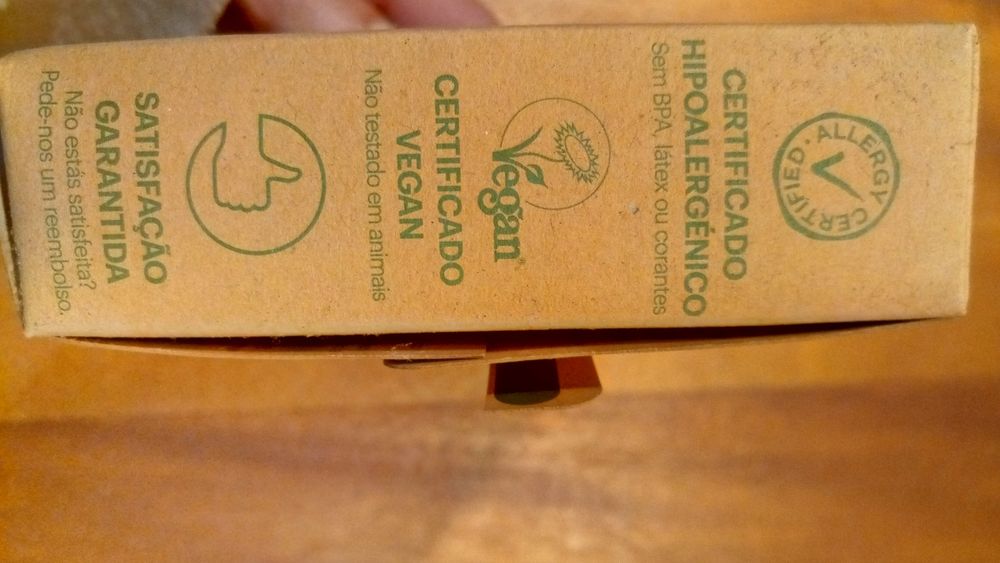 ALLERGY CERTIFIED.
CERTIFICADO
HIPOALERGÉNICO
Sem BPA, látex ou corantes
Vegan
CERTIFICADO
VEGAN
Não testado em animais
SATISFAÇÃO
GARANTIDA
Não estás satisfeita?
Pede-nos um reembolso.